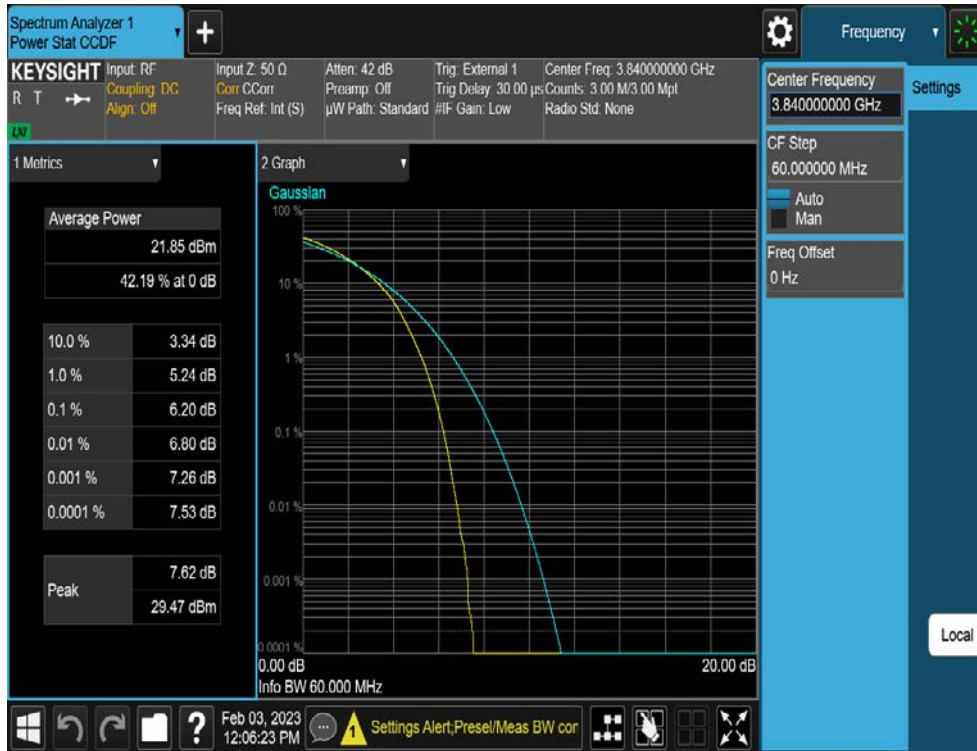 Spectrum Analyzer 1
Power Stat CCDF
+
Frequency
KEYSIGHT
R T
LXI
Input: RF
Coupling: DC
Align: Off
Input Z: 50 Ω
Corr CCorr
Freq Ref: Int (S)
Atten: 42 dB
Preamp: Off
µW Path: Standard
Trig: External 1
Trig Delay: 30.00 µs
#IF Gain: Low
Center Freq: 3.840000000 GHz
Counts: 3.00 M/3.00 Mpt
Radio Std: None
Center Frequency
3.840000000 GHz
Settings
CF Step
60.000000 MHz
Auto
Man
Freq Offset
0 Hz
Local
1 Metrics
Average Power
21.85 dBm
42.19 % at 0 dB
10.0 % 3.34 dB
1.0 % 5.24 dB
0.1 % 6.20 dB
0.01 % 6.80 dB
0.001 % 7.26 dB
0.0001 % 7.53 dB
Peak
7.62 dB
29.47 dBm
2 Graph
Gaussian
100 %
10 %
1 %
0.1 %
0.01 %
0.001 %
0.0001 %
0.00 dB 20.00 dB
Info BW 60.000 MHz
?
Feb 03, 2023
12:06:23 PM
1
Settings Alert;Presel/Meas BW cor